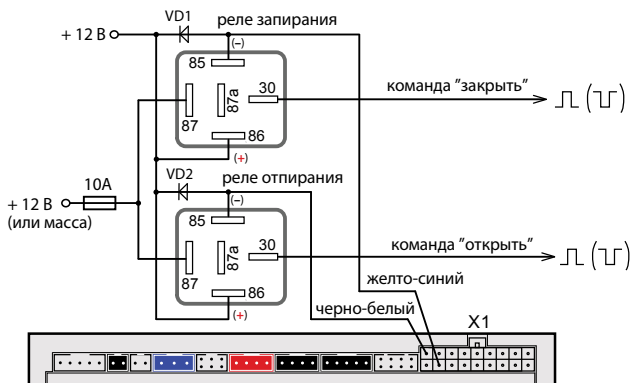 VD1
реле запирания
+ 12 В
(–)
85
30
команда "закрыть"
87a
87
86
(+)
10А
VD2
реле отпирания
+ 12 В
(или масса)
(–)
85
30
команда "открыть"
87a
87
86
(+)
желто-синий
черно-белый
X1